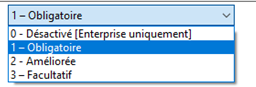 1 – Obligatoire
0 - Désactivé [Enterprise uniquement]
1 – Obligatoire
2 - Améliorée
3 – Facultatif